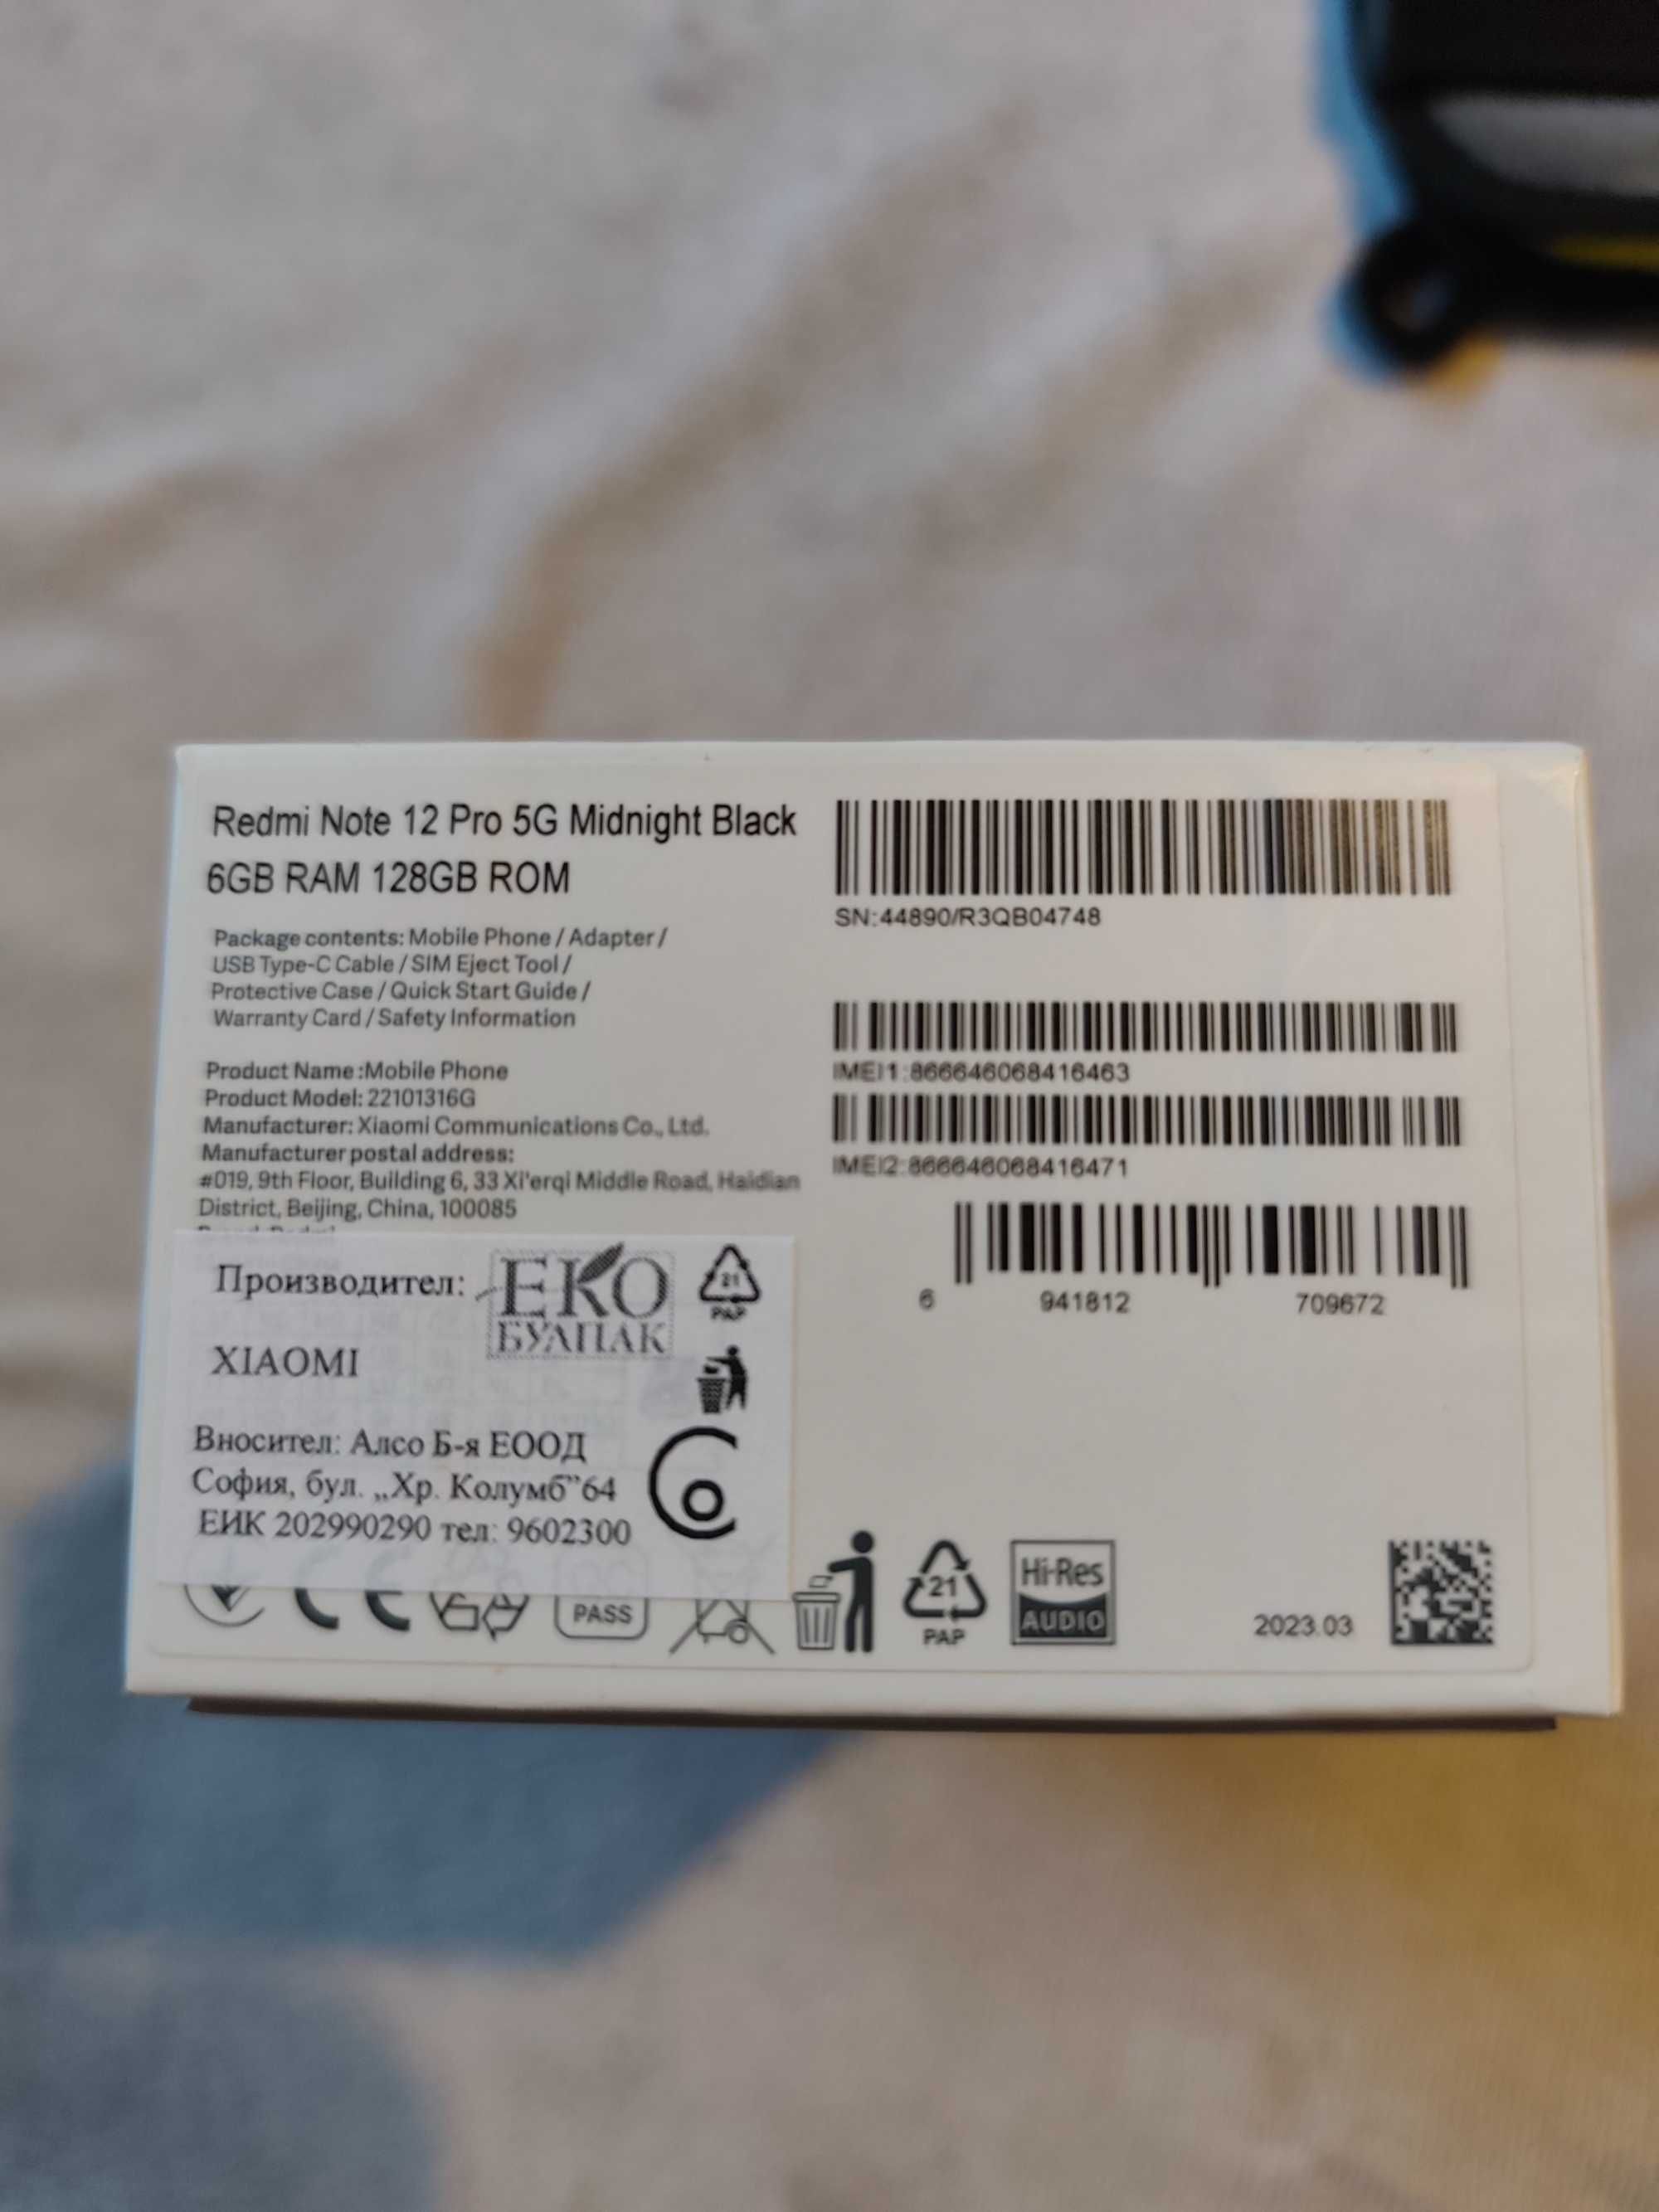 Redmi Note 12 Pro 5G Midnight Black
6GB RAM 128GB ROM
Package contents: Mobile Phone / Adapter /
USB Type-C Cable / SIM Eject Tool /
Protective Case / Quick Start Guide /
Warranty Card / Safety Information
Product Name :Mobile Phone
Product Model: 22101316G
Manufacturer: Xiaomi Communications Co., Ltd.
Manufacturer postal address:
#019, 9th Floor, Building 6, 33 Xi'erqi Middle Road, Haidian
District, Beijing, China, 100085
SN:44890/R3QB04748
IMEI1:866646068416463
IMEI2:866646068416471
6 941812 709672
Производител:
XIAOMI
ЕКО
БУЛПАК
21
PAP
Вносител: Алсо Б-я ЕООД
София, бул. „Хр. Колумб”64
ЕИК 202990290 тел: 9602300
CE
PASS
21
PAP
Hi-Res
AUDIO
2023.03